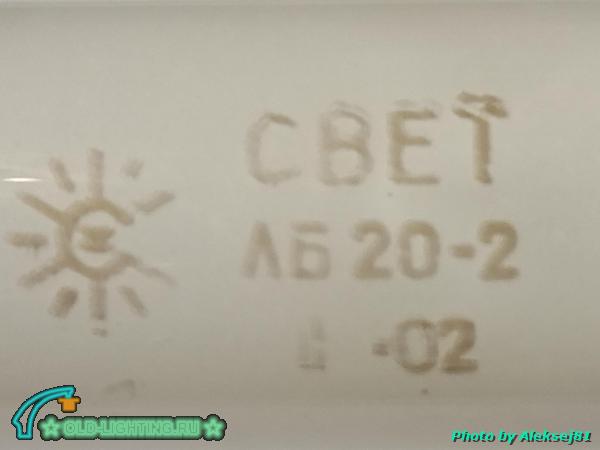 СВЕТ
ЛБ 20-2
-02
OLD-LIGHTING.RU
Photo by Aleksej81